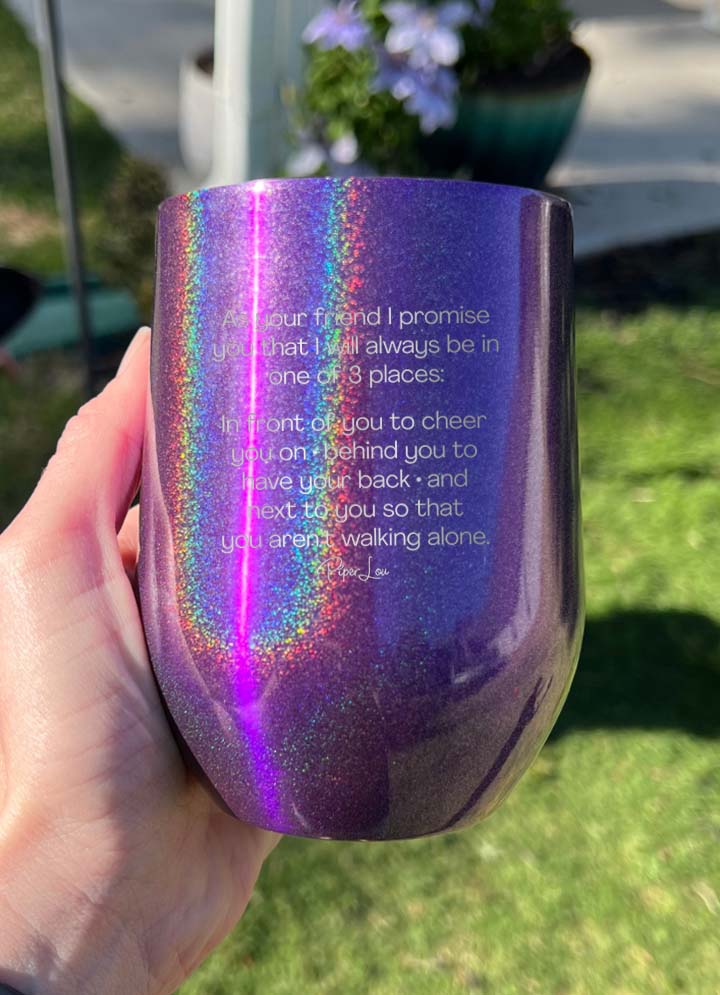 As your friend I promise
you that I will always be in
one of 3 places:
In front of you to cheer
you on • behind you to
have your back • and
next to you so that
you aren't walking alone.
Piper Lou